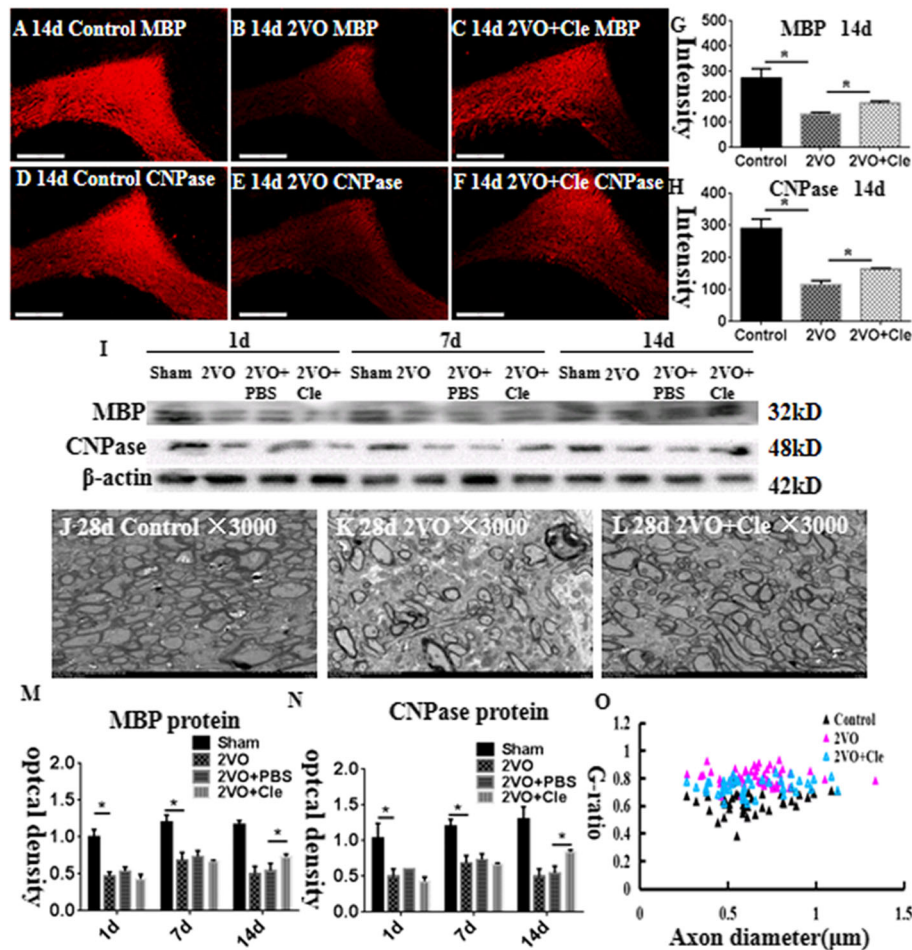 A 14d Control MBP
B 14d 2VO MBP
C 14d 2VO+Cle MBP
G
MBP 14d
Intensity
400
300
200
100
0
Control 2VO 2VO+Cle
D 14d Control CNPase
E 14d 2VO CNPase
F 14d 2VO+Cle CNPase
H
CNPase 14d
Intensity
400
300
200
100
0
Control 2VO 2VO+Cle
*
*
*
*
I
1d 7d 14d
Sham 2VO 2VO+ 2VO+ Sham 2VO 2VO+ 2VO+ Sham 2VO 2VO+ 2VO+
PBS Cle PBS Cle PBS Cle
MBP 32kD
CNPase 48kD
β-actin 42kD
J 28d Control ×3000
K 28d 2VO ×3000
L 28d 2VO+Cle ×3000
M
MBP protein
optcal density
2.0
1.5
1.0
0.5
0.0
Sham
2VO
2VO+PBS
2VO+Cle
*
*
*
1d 7d 14d
N
CNPase protein
optcal density
2.0
1.5
1.0
0.5
0.0
Sham
2VO
2VO+PBS
2VO+Cle
*
*
*
1d 7d 14d
O
G-ratio
1.2
1
0.8
0.6
0.4
0.2
0
Control
2VO
2VO+Cle
0 0.5 1 1.5
Axon diameter(μm)